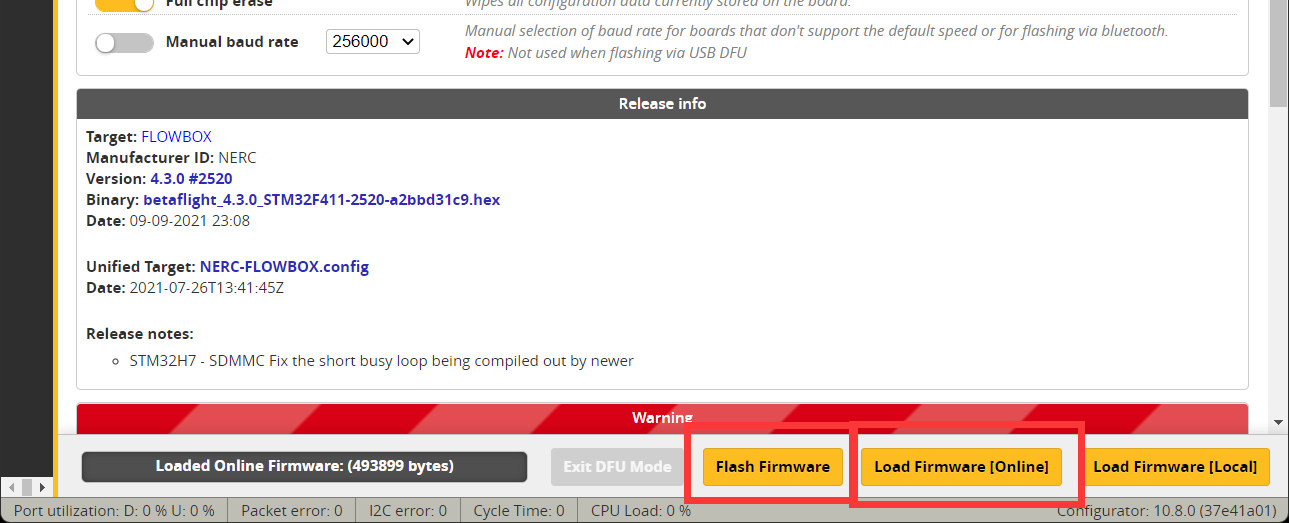 Full chip erase
Wipes all configuration data currently stored on the board.
Manual baud rate
256000
Manual selection of baud rate for boards that don't support the default speed or for flashing via bluetooth.
Note: Not used when flashing via USB DFU
Release info
Target: FLOWBOX
Manufacturer ID: NERC
Version: 4.3.0 #2520
Binary: betaflight_4.3.0_STM32F411-2520-a2bbd31c9.hex
Date: 09-09-2021 23:08
Unified Target: NERC-FLOWBOX.config
Date: 2021-07-26T13:41:45Z
Release notes:
STM32H7 - SDMMC Fix the short busy loop being compiled out by newer
Warning
Loaded Online Firmware: (493899 bytes)
Exit DFU Mode
Flash Firmware
Load Firmware [Online]
Load Firmware [Local]
Port utilization: D: 0 % U: 0 %
Packet error: 0
I2C error: 0
Cycle Time: 0
CPU Load: 0 %
Configurator: 10.8.0 (37e41a01)